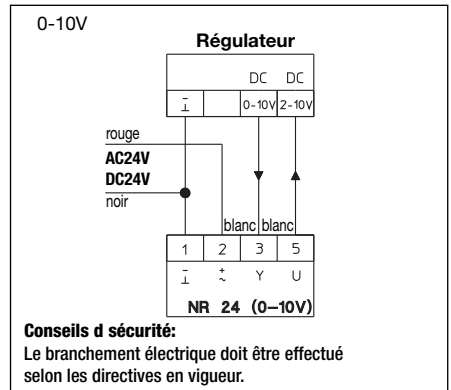 0-10V
Régulateur
DC DC
⊥ 0-10V 2-10V
rouge
AC24V
DC24V
noir
blanc blanc
1 2 3 5
⊥ - + ~ Y U
NR 24 (0-10V)
Conseils d sécurité:
Le branchement électrique doit être effectué
selon les directives en vigueur.